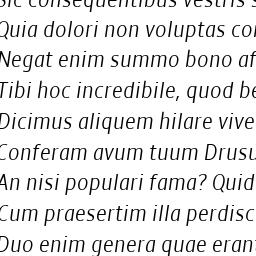 Sic consequentibus vestris s
Quia dolori non voluptas co
Negat enim summo bono af
Tibi hoc incredibile, quod be
Dicimus aliquem hilare vive
Conferam avum tuum Drusu
An nisi populari fama? Quid
Cum praesertim illa perdisc
Duo enim genera quae erant